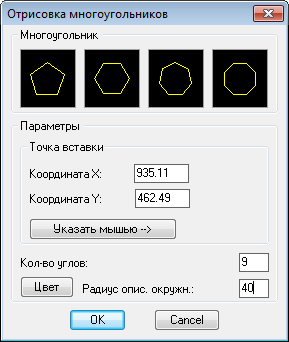 Отрисовка многоугольников
Многоугольник
Параметры
Точка вставки
Координата X: 935.11
Координата Y: 462.49
Указать мышью -->
Кол-во углов: 9
Цвет Радиус опис. окружн.: 40
OK Cancel